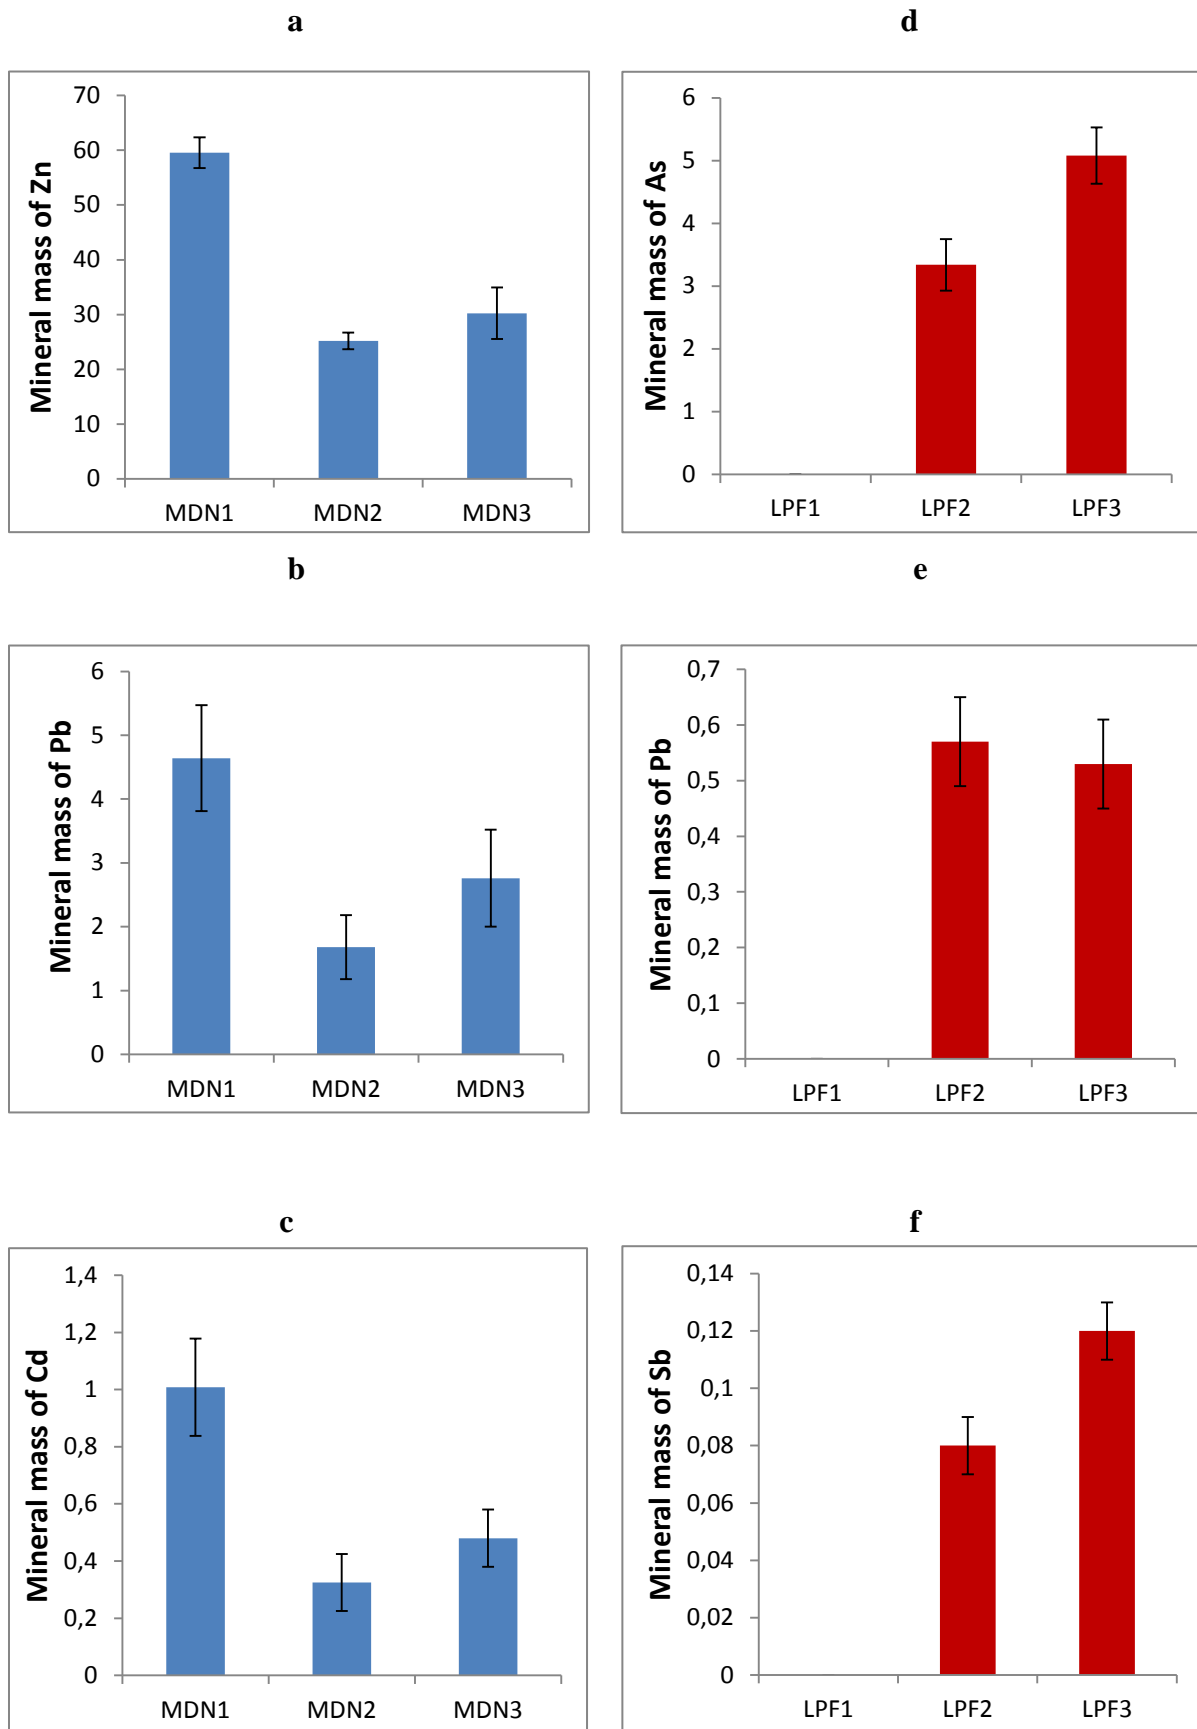 a
70
60
50
40
30
20
10
0
Mineral mass of Zn
MDN1 MDN2 MDN3
d
6
5
4
3
2
1
0
Mineral mass of As
LPF1 LPF2 LPF3
b
6
5
4
3
2
1
0
Mineral mass of Pb
MDN1 MDN2 MDN3
e
0,7
0,6
0,5
0,4
0,3
0,2
0,1
0
Mineral mass of Pb
LPF1 LPF2 LPF3
c
1,4
1,2
1
0,8
0,6
0,4
0,2
0
Mineral mass of Cd
MDN1 MDN2 MDN3
f
0,14
0,12
0,1
0,08
0,06
0,04
0,02
0
Mineral mass of Sb
LPF1 LPF2 LPF3